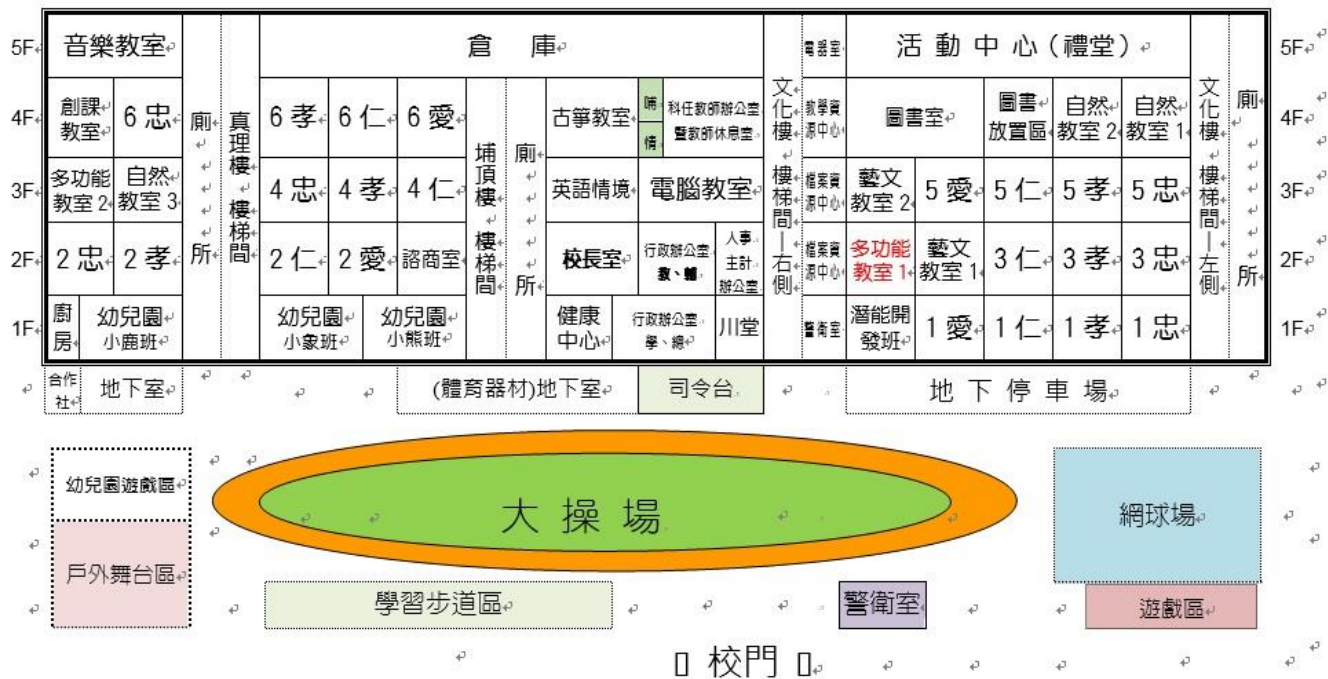 5F 音樂教室 倉 庫 電器室 活動中心(禮堂) 5F
4F 創課教室 6 忠 6 孝 6 仁 6 愛 古箏教室 哺情 科任教師辦公室暨教師休息室 教學資源中心 圖書室 圖書放置區 自然教室 2 自然教室 1 4F
廁所 真理樓 樓梯間 埔頂樓 樓梯間 廁所 文化樓 樓梯間-右側 文化樓 樓梯間-左側 廁所
3F 多功能教室 2 自然教室 3 4 忠 4 孝 4 仁 英語情境 電腦教室 檔案資源中心 藝文教室 2 5 愛 5 仁 5 孝 5 忠 3F
2F 2 忠 2 孝 2 仁 2 愛 諮商室 校長室 行政辦公室教、輔 人事主計辦公室 檔案資源中心 多功能教室 1 藝文教室 1 3 仁 3 孝 3 忠 2F
1F 廚房 幼兒園小鹿班 幼兒園小象班 幼兒園小熊班 健康中心 行政辦公室學、總 川堂 警衛室 潛能開發班 1 愛 1 仁 1 孝 1 忠 1F
合作社 地下室 (體育器材)地下室 司令台 地下停車場
幼兒園遊戲區 大操場 網球場
戶外舞台區 學習步道區 警衛室 遊戲區
校門